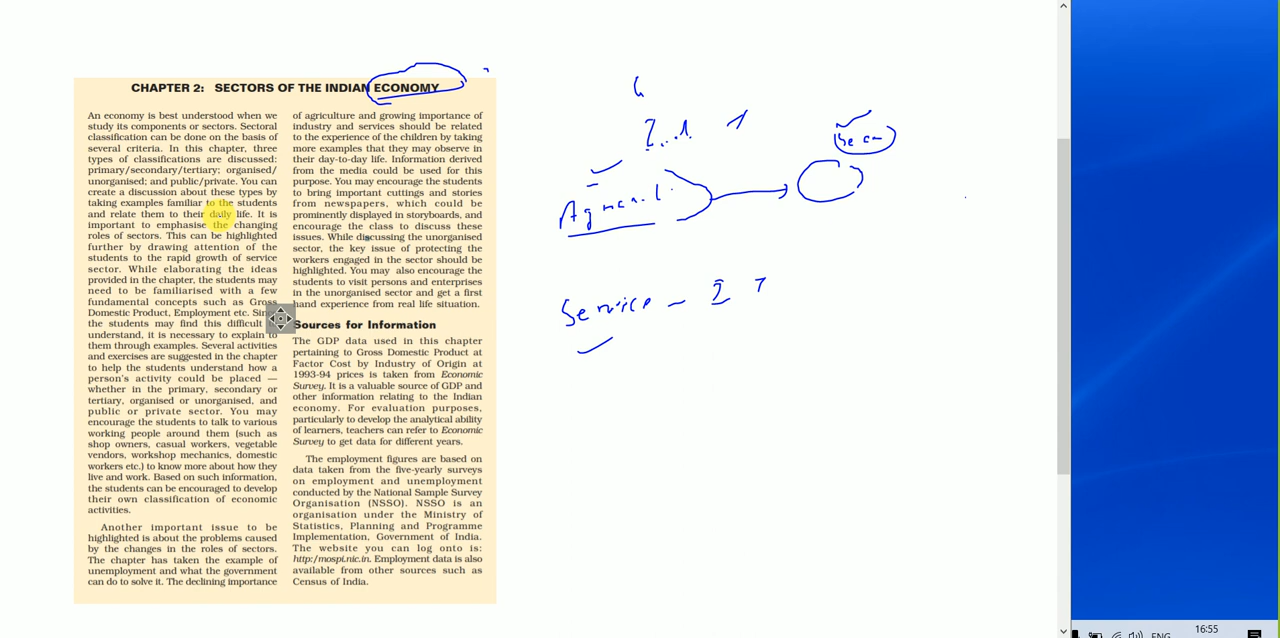 CHAPTER 2: SECTORS OF THE INDIAN ECONOMY
An economy is best understood when we
study its components or sectors. Sectoral
classification can be done on the basis of
several criteria. In this chapter, three
types of classifications are discussed:
primary/secondary/tertiary; organised/
unorganised; and public/private. You can
create a discussion about these types by
taking examples familiar to the students
and relate them to their daily life. It is
important to emphasise the changing
roles of sectors. This can be highlighted
further by drawing attention of the
students to the rapid growth of service
sector. While elaborating the ideas
provided in the chapter, the students may
need to be familiarised with a few
fundamental concepts such as Gross
Domestic Product, Employment etc. Sin
the students may find this difficult
understand, it is necessary to explain to
them through examples. Several activities
and exercises are suggested in the chapter
to help the students understand how a
person's activity could be placed —
whether in the primary, secondary or
tertiary, organised or unorganised, and
public or private sector. You may
encourage the students to talk to various
working people around them (such as
shop owners, casual workers, vegetable
vendors, workshop mechanics, domestic
workers etc.) to know more about how they
live and work. Based on such information,
the students can be encouraged to develop
their own classification of economic
activities.
Another important issue to be
highlighted is about the problems caused
by the changes in the roles of sectors.
The chapter has taken the example of
unemployment and what the government
can do to solve it. The declining importance
of agriculture and growing importance of
industry and services should be related
to the experience of the children by taking
more examples that they may observe in
their day-to-day life. Information derived
from the media could be used for this
purpose. You may encourage the students
to bring important cuttings and stories
from newspapers, which could be
prominently displayed in storyboards, and
encourage the class to discuss these
issues. While discussing the unorganised
sector, the key issue of protecting the
workers engaged in the sector should be
highlighted. You may also encourage the
students to visit persons and enterprises
in the unorganised sector and get a first
hand experience from real life situation.
Sources for Information
The GDP data used in this chapter
pertaining to Gross Domestic Product at
Factor Cost by Industry of Origin at
1993-94 prices is taken from Economic
Survey. It is a valuable source of GDP and
other information relating to the Indian
economy. For evaluation purposes,
particularly to develop the analytical ability
of learners, teachers can refer to Economic
Survey to get data for different years.
The employment figures are based on
data taken from the five-yearly surveys
on employment and unemployment
conducted by the National Sample Survey
Organisation (NSSO). NSSO is an
organisation under the Ministry of
Statistics, Planning and Programme
Implementation, Government of India.
The website you can log onto is:
http:/mospi.nic.in. Employment data is also
available from other sources such as
Census of India.
Service -
ENG
16:55